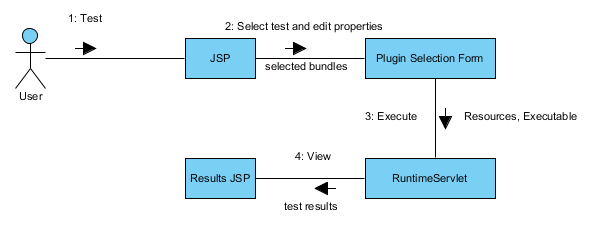 1: Test
2: Select test and edit properties
User
JSP
selected bundles
Plugin Selection Form
3: Execute
Resources, Executable
4: View
Results JSP
test results
RuntimeServlet